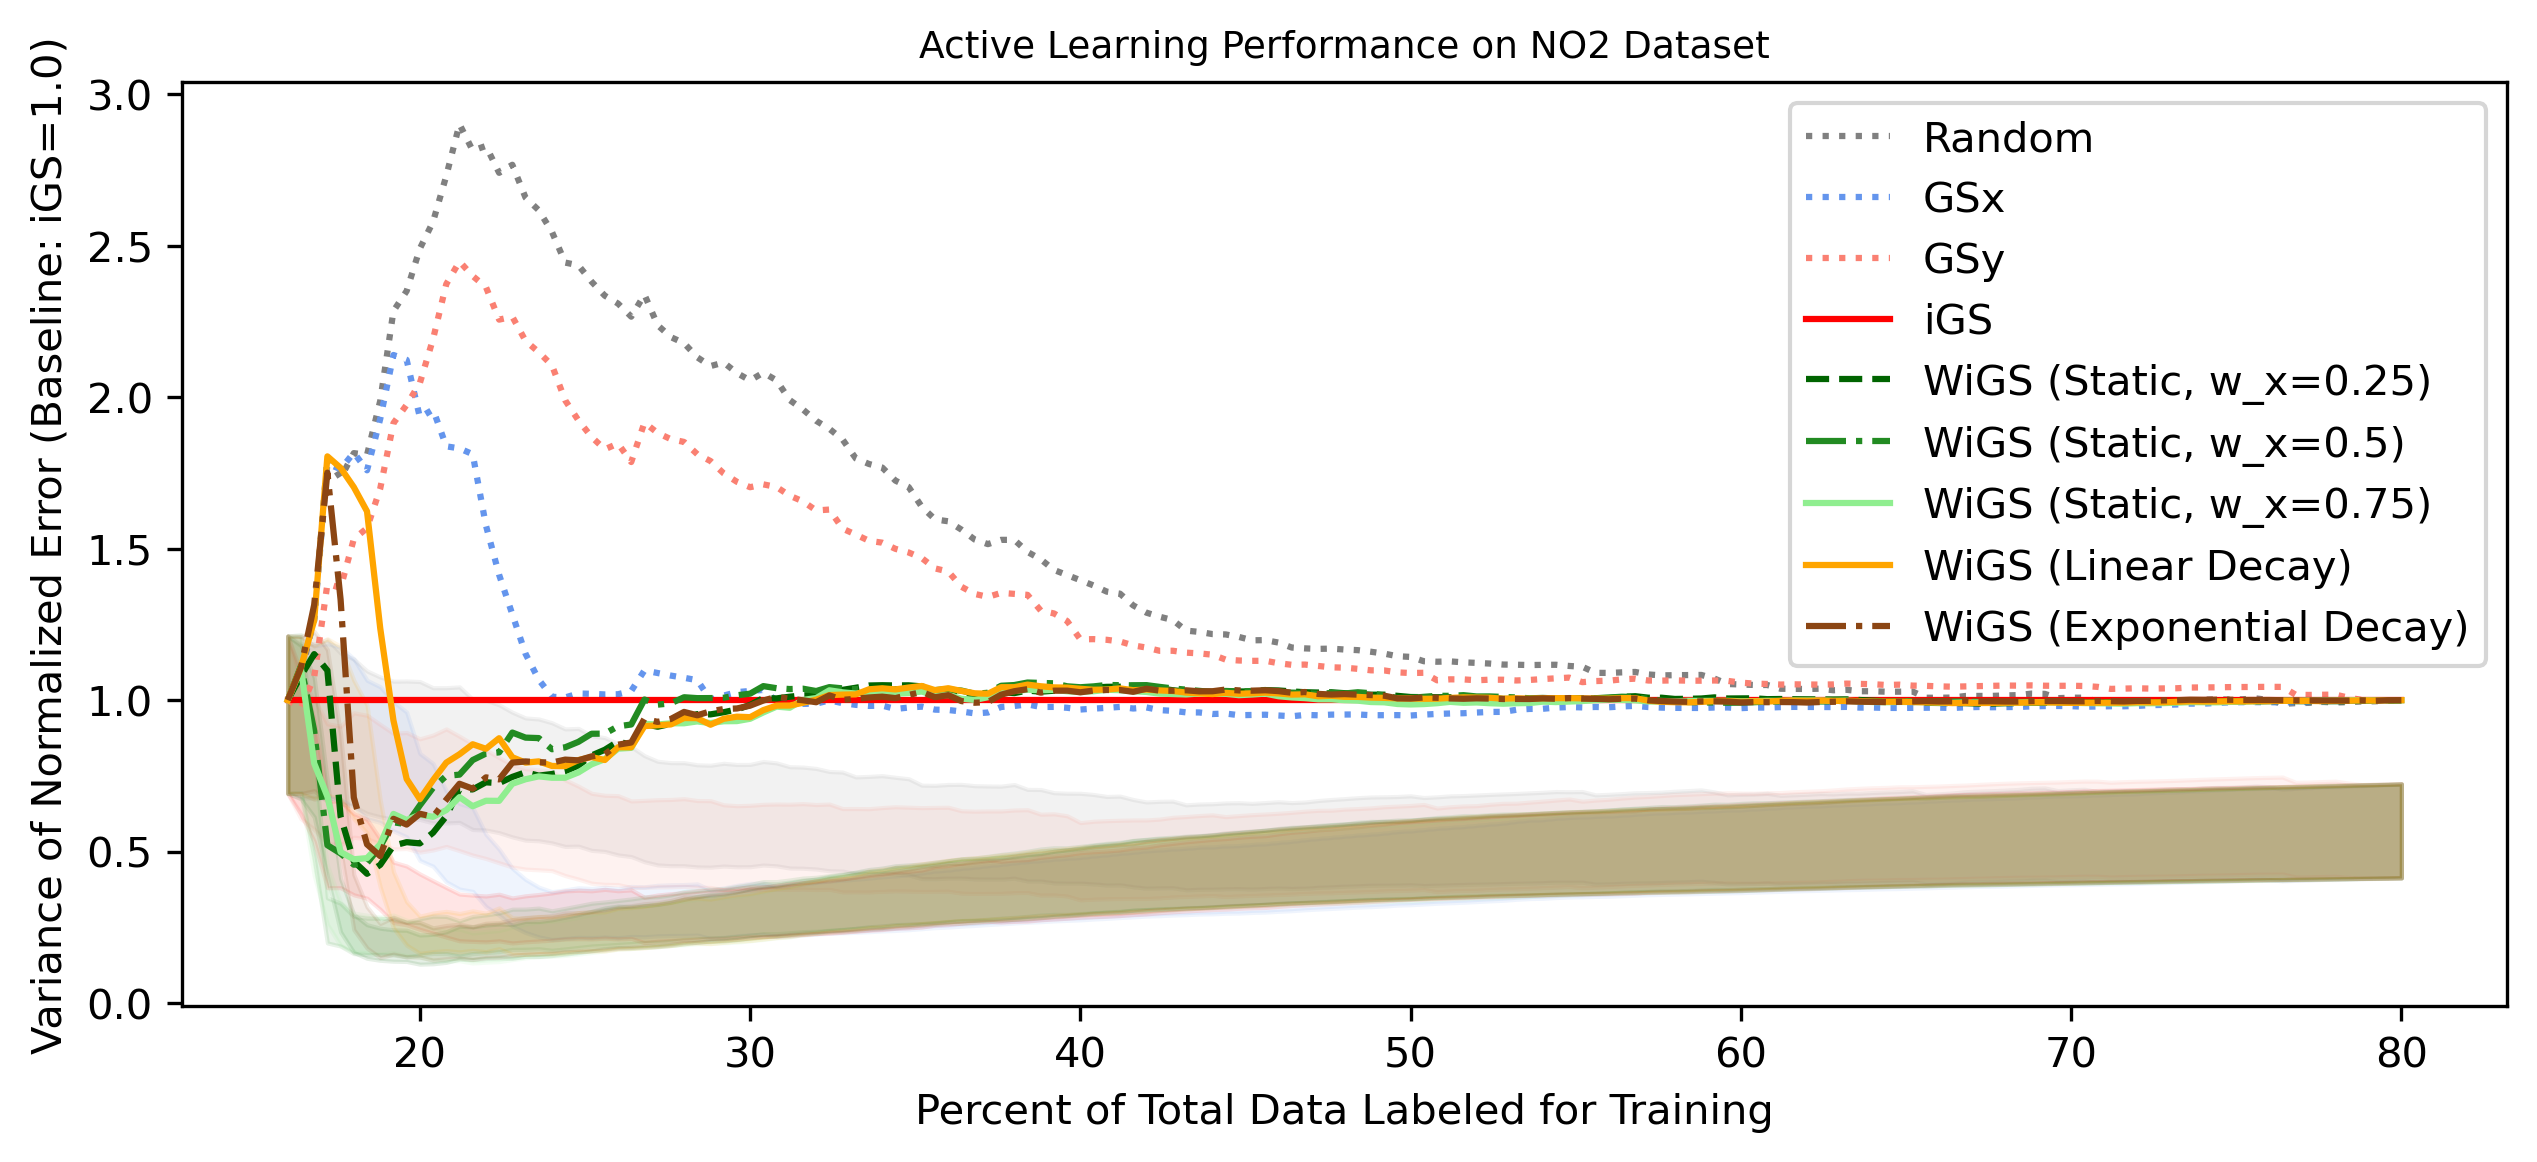 Active Learning Performance on NO2 Dataset
Variance of Normalized Error (Baseline: iGS=1.0)
3.0
2.5
2.0
1.5
1.0
0.5
0.0
Random
GSx
GSy
iGS
WiGS (Static, w_x=0.25)
WiGS (Static, w_x=0.5)
WiGS (Static, w_x=0.75)
WiGS (Linear Decay)
WiGS (Exponential Decay)
20 30 40 50 60 70 80
Percent of Total Data Labeled for Training